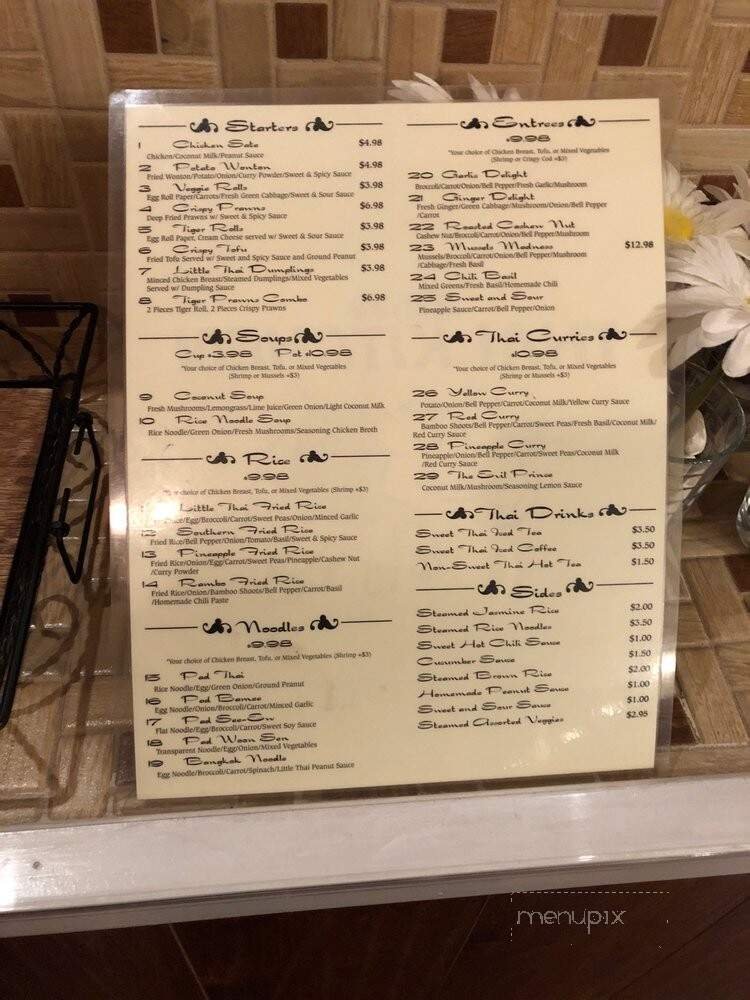 Starters
1 Chicken Sate $4.98
Chicken/Coconut Milk/Peanut Sauce
2 Potato Wonton $4.98
Fried Wonton/Potato/Onion/Curry Powder/Sweet & Spicy Sauce
3 Veggie Rolls $3.98
Egg Roll Paper/Carrots/Fresh Green Cabbage/Sweet & Sour Sauce
4 Crispy Prawns $6.98
Deep Fried Prawns w/ Sweet & Spicy Sauce
5 Tiger Rolls $3.98
Egg Roll Paper, Cream Cheese served w/ Sweet & Sour Sauce
6 Crispy Tofu $3.98
Fried Tofu Served w/ Sweet and Spicy Sauce and Ground Peanut
7 Little Thai Dumplings $3.98
Minced Chicken Breast/Steamed Dumplings/Mixed Vegetables
Served w/ Dumpling Sauce
8 Tiger Prawns Combo $6.98
2 Pieces Tiger Roll, 2 Pieces Crispy Prawns
Soups
Cup $3.98 Pot $10.98
*Your choice of Chicken Breast, Tofu, or Mixed Vegetables
(Shrimp or Mussels +$3)
9 Coconut Soup
Fresh Mushrooms/Lemongrass/Lime Juice/Green Onion/Light Coconut Milk
10 Rice Noodle Soup
Rice Noodle/Green Onion/Fresh Mushrooms/Seasoning Chicken Broth
Rice
$9.98
*Your choice of Chicken Breast, Tofu, or Mixed Vegetables (Shrimp +$3)
Little Thai Fried Rice
Rice/Egg/Broccoli/Carrot/Sweet Peas/Onion/Minced Garlic
12 Southern Fried Rice
Fried Rice/Bell Pepper/Onion/Tomato/Basil/Sweet & Spicy Sauce
13 Pineapple Fried Rice
Fried Rice/Onion/Egg/Carrot/Sweet Peas/Pineapple/Cashew Nut
/Curry Powder
14 Rambo Fried Rice
Fried Rice/Onion/Bamboo Shoots/Bell Pepper/Carrot/Basil
/Homemade Chili Paste
Noodles
$9.98
*Your choice of Chicken Breast, Tofu, or Mixed Vegetables (Shrimp +$3)
15 Pad Thai
Rice Noodle/Egg/Green Onion/Ground Peanut
16 Pad Bamee
Egg Noodle/Onion/Broccoli/Carrot/Minced Garlic
17 Pad See-Ew
Flat Noodle/Egg/Broccoli/Carrot/Sweet Soy Sauce
18 Pad Woon Sen
Transparent Noodle/Egg/Onion/Mixed Vegetables
19 Bangkok Noodle
Egg Noodle/Broccoli/Carrot/Spinach/Little Thai Peanut Sauce
Entrees
$9.98
*Your choice of Chicken Breast, Tofu, or Mixed Vegetables
(Shrimp or Crispy Cod +$3)
20 Garlic Delight
Broccoli/Carrot/Onion/Bell Pepper/Fresh Garlic/Mushroom
21 Ginger Delight
Fresh Ginger/Green Cabbage/Mushroom/Onion/Bell Pepper
/Carrot
22 Roasted Cashew Nut
Cashew Nut/Broccoli/Carrot/Onion/Bell Pepper/Mushroom
23 Mussels Madness $12.98
Mussels/Broccoli/Carrot/Onion/Bell Pepper/Mushroom
/Cabbage/Fresh Basil
24 Chili Basil
Mixed Greens/Fresh Basil/Homemade Chili
25 Sweet and Sour
Pineapple Sauce/Carrot/Bell Pepper/Onion
Thai Curries
$10.98
*Your choice of Chicken Breast, Tofu, or Mixed Vegetables
(Shrimp or Mussels +$3)
26 Yellow Curry
Potato/Onion/Bell Pepper/Carrot/Coconut Milk/Yellow Curry Sauce
27 Red Curry
Bamboo Shoots/Bell Pepper/Carrot/Sweet Peas/Fresh Basil/Coconut Milk/
Red Curry Sauce
28 Pineapple Curry
Pineapple/Onion/Bell Pepper/Carrot/Sweet Peas/Coconut Milk
/Red Curry Sauce
29 The Evil Prince
Coconut Milk/Mushroom/Seasoning Lemon Sauce
Thai Drinks
Sweet Thai Iced Tea $3.50
Sweet Thai Iced Coffee $3.50
Non-Sweet Thai Hot Tea $1.50
Sides
Steamed Jasmine Rice $2.00
Steamed Rice Noodles $3.50
Sweet Hot Chili Sauce $1.00
Cucumber Sauce $1.50
Steamed Brown Rice $2.00
Homemade Peanut Sauce $1.00
Sweet and Sour Sauce $1.00
Steamed Assorted Veggies $2.95
menupix